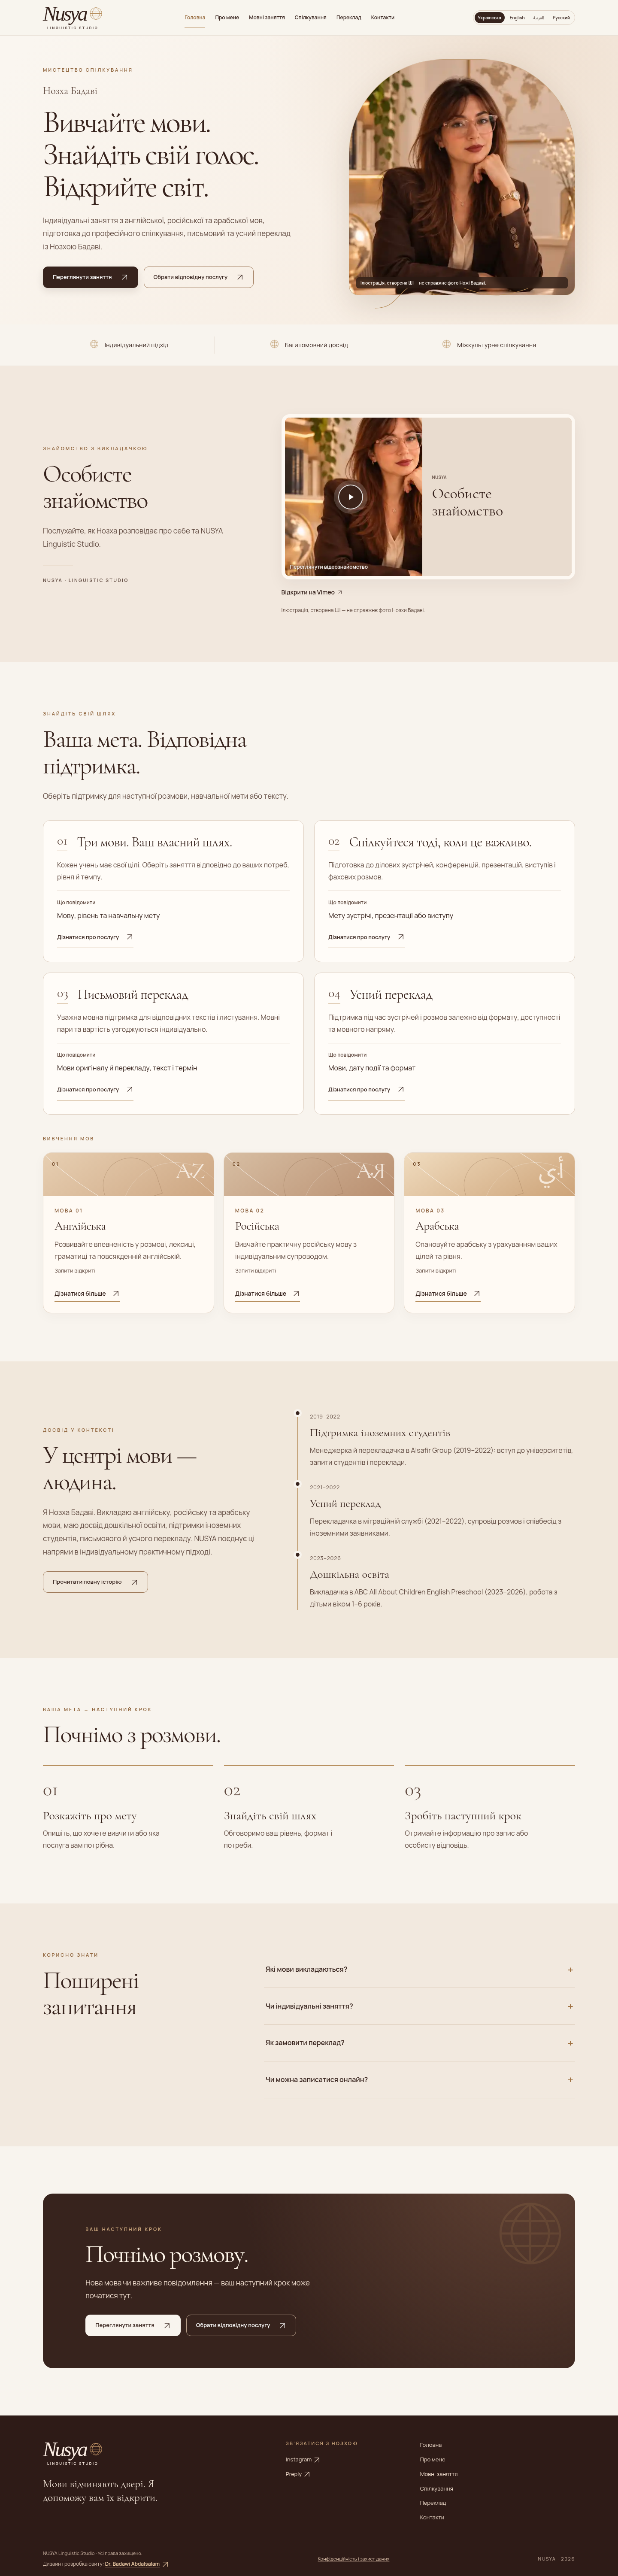 Nusya
LINGUISTIC STUDIO
Головна
Про мене
Мовні заняття
Спілкування
Переклад
Контакти
Українська
English
العربية
Русский
МИСТЕЦТВО СПІЛКУВАННЯ
Нозха Бадаві
Вивчайте мови.
Знайдіть свій голос.
Відкрийте світ.
Індивідуальні заняття з англійської, російської та арабської мов,
підготовка до професійного спілкування, письмовий та усний переклад
із Нозхою Бадаві.
Переглянути заняття
Обрати відповідну послугу
Ілюстрація, створена ШІ — не справжнє фото Ножі Бадаві.
Індивідуальний підхід
Багатомовний досвід
Міжкультурне спілкування
ЗНАЙОМСТВО З ВИКЛАДАЧКОЮ
Особисте
знайомство
Послухайте, як Нозха розповідає про себе та NUSYA
Linguistic Studio.
NUSYA · LINGUISTIC STUDIO
NUSYA
Особисте
знайомство
Переглянути відеознайомство
Відкрити на Vimeo
Ілюстрація, створена ШІ — не справжнє фото Нозхи Бадаві.
ЗНАЙДІТЬ СВІЙ ШЛЯХ
Ваша мета. Відповідна
підтримка.
Оберіть підтримку для наступної розмови, навчальної мети або тексту.
01 Три мови. Ваш власний шлях.
Кожен учень має свої цілі. Оберіть заняття відповідно до ваших потреб,
рівня й темпу.
Що повідомити
Мову, рівень та навчальну мету
Дізнатися про послугу
02 Спілкуйтеся тоді, коли це важливо.
Підготовка до ділових зустрічей, конференцій, презентацій, виступів і
фахових розмов.
Що повідомити
Мету зустрічі, презентації або виступу
Дізнатися про послугу
03 Письмовий переклад
Уважна мовна підтримка для відповідних текстів і листування. Мовні
пари та вартість узгоджуються індивідуально.
Що повідомити
Мови оригіналу й перекладу, текст і термін
Дізнатися про послугу
04 Усний переклад
Підтримка під час зустрічей і розмов залежно від формату, доступності
та мовного напряму.
Що повідомити
Мови, дату події та формат
Дізнатися про послугу
ВИВЧЕННЯ МОВ
01
A·Z
МОВА 01
Англійська
Розвивайте впевненість у розмові, лексиці,
граматиці та повсякденній англійській.
Запити відкриті
Дізнатися більше
02
А·Я
МОВА 02
Російська
Вивчайте практичну російську мову з
індивідуальним супроводом.
Запити відкриті
Дізнатися більше
03
أ·ي
МОВА 03
Арабська
Опановуйте арабську з урахуванням ваших
цілей та рівня.
Запити відкриті
Дізнатися більше
ДОСВІД У КОНТЕКСТІ
У центрі мови —
людина.
Я Нозха Бадаві. Викладаю англійську, російську та арабську
мови, маю досвід дошкільної освіти, підтримки іноземних
студентів, письмового й усного перекладу. NUSYA поєднує ці
напрями в індивідуальному практичному підході.
Прочитати повну історію
2019–2022
Підтримка іноземних студентів
Менеджерка й перекладачка в Alsafir Group (2019–2022): вступ до університетів,
запити студентів і переклади.
2021–2022
Усний переклад
Перекладачка в міграційній службі (2021–2022), супровід розмов і співбесід з
іноземними заявниками.
2023–2026
Дошкільна освіта
Викладачка в ABC All About Children English Preschool (2023–2026), робота з
дітьми віком 1–6 років.
ВАША МЕТА → НАСТУПНИЙ КРОК
Почнімо з розмови.
01
Розкажіть про мету
Опишіть, що хочете вивчити або яка
послуга вам потрібна.
02
Знайдіть свій шлях
Обговоримо ваш рівень, формат і
потреби.
03
Зробіть наступний крок
Отримайте інформацію про запис або
особисту відповідь.
КОРИСНО ЗНАТИ
Поширені
запитання
Які мови викладаються?
Чи індивідуальні заняття?
Як замовити переклад?
Чи можна записатися онлайн?
ВАШ НАСТУПНИЙ КРОК
Почнімо розмову.
Нова мова чи важливе повідомлення — ваш наступний крок може
початися тут.
Переглянути заняття
Обрати відповідну послугу
Nusya
LINGUISTIC STUDIO
Мови відчиняють двері. Я
допоможу вам їх відкрити.
ЗВ’ЯЗАТИСЯ З НОЗХОЮ
Instagram
Preply
Головна
Про мене
Мовні заняття
Спілкування
Переклад
Контакти
NUSYA Linguistic Studio · Усі права захищено.
Дизайн і розробка сайту: Dr. Badawi Abdalsalam
Конфіденційність і захист даних
NUSYA · 2026